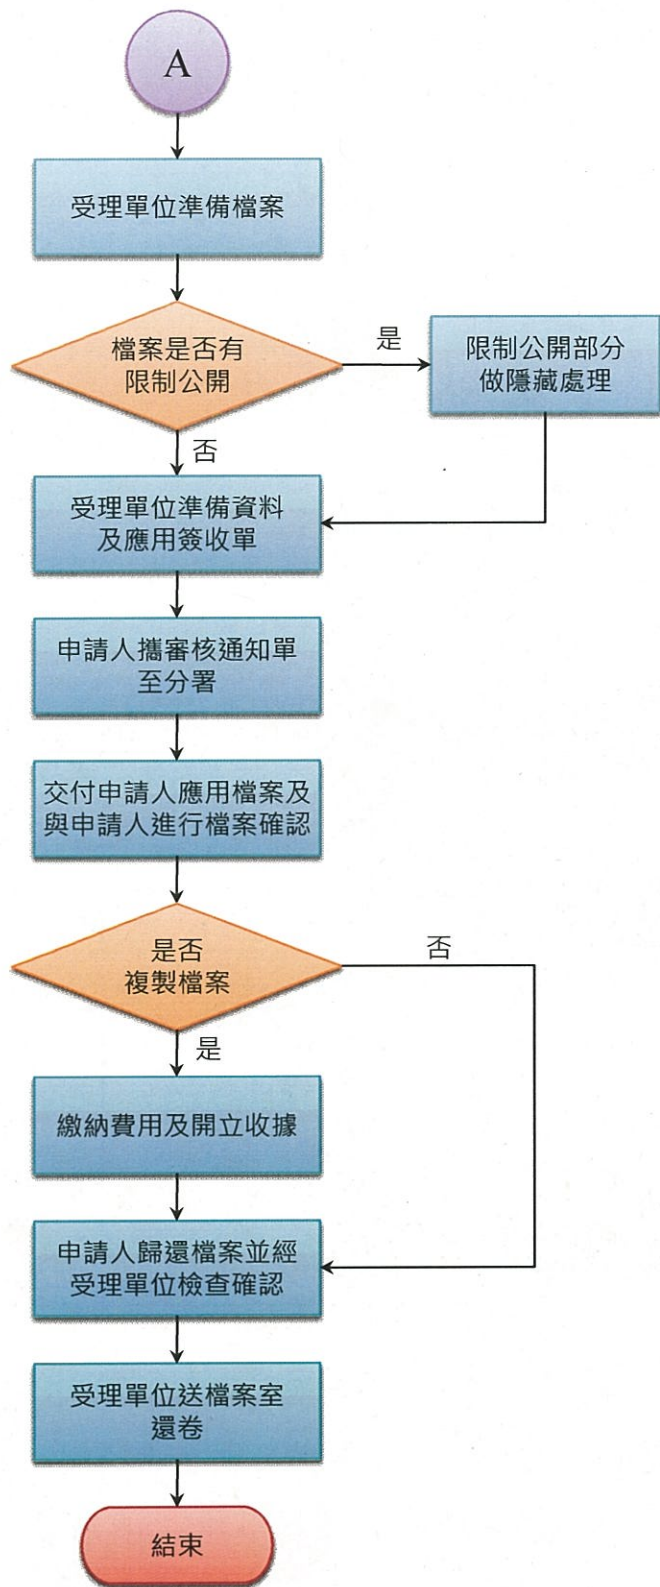 A
受理單位準備檔案
檔案是否有
限制公開
是
限制公開部分
做隱藏處理
否
受理單位準備資料
及應用簽收單
申請人攜審核通知單
至分署
交付申請人應用檔案及
與申請人進行檔案確認
是否
複製檔案
否
是
繳納費用及開立收據
申請人歸還檔案並經
受理單位檢查確認
受理單位送檔案室
還卷
結束